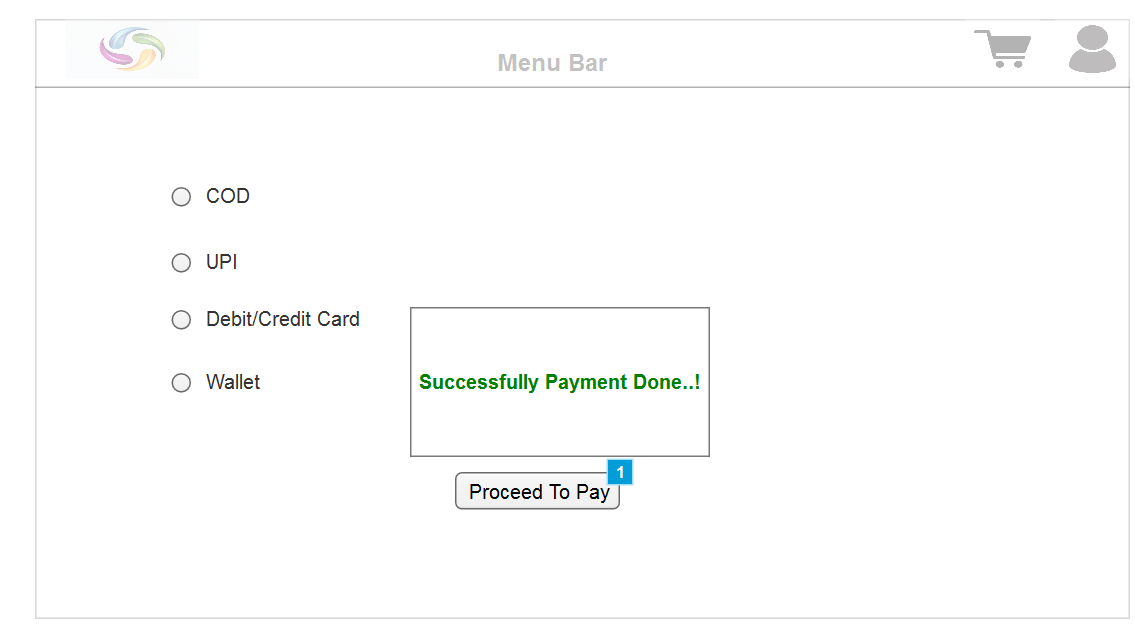 Menu Bar
COD
UPI
Debit/Credit Card
Wallet
Successfully Payment Done..!
1
Proceed To Pay